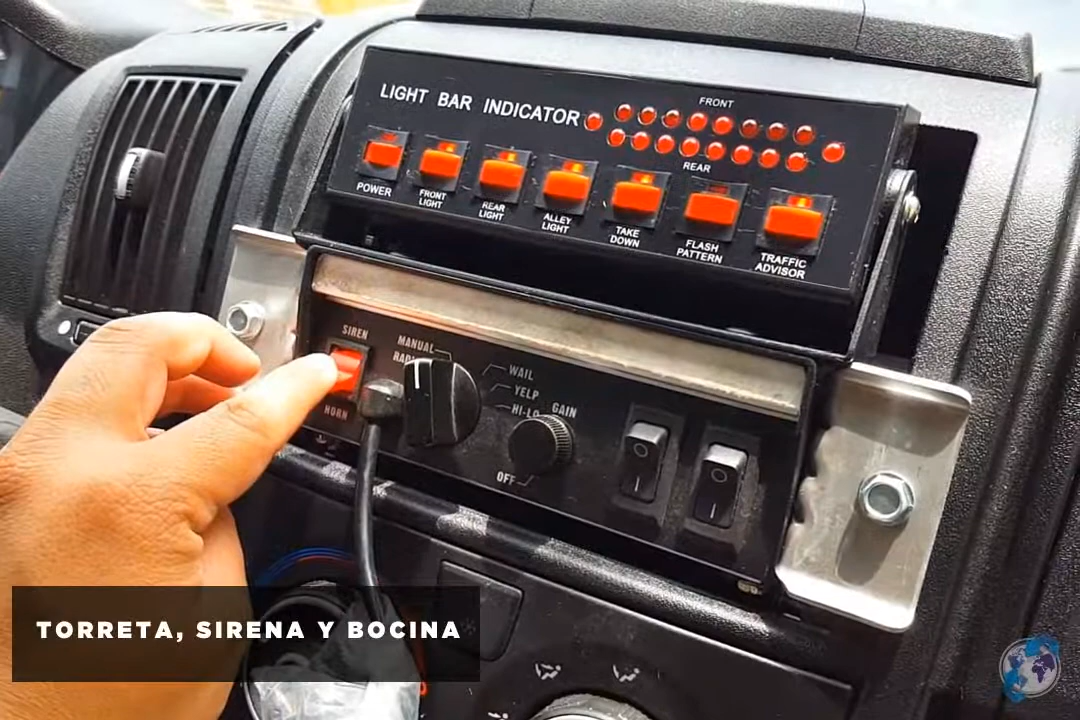 LIGHT BAR INDICATOR
FRONT
REAR
POWER
FRONT
LIGHT
REAR
LIGHT
ALLEY
LIGHT
TAKE
DOWN
FLASH
PATTERN
TRAFFIC
ADVISOR
SIREN
HORN
MANUAL
WAIL
YELP
HI-LO
GAIN
OFF
TORRETA, SIRENA Y BOCINA